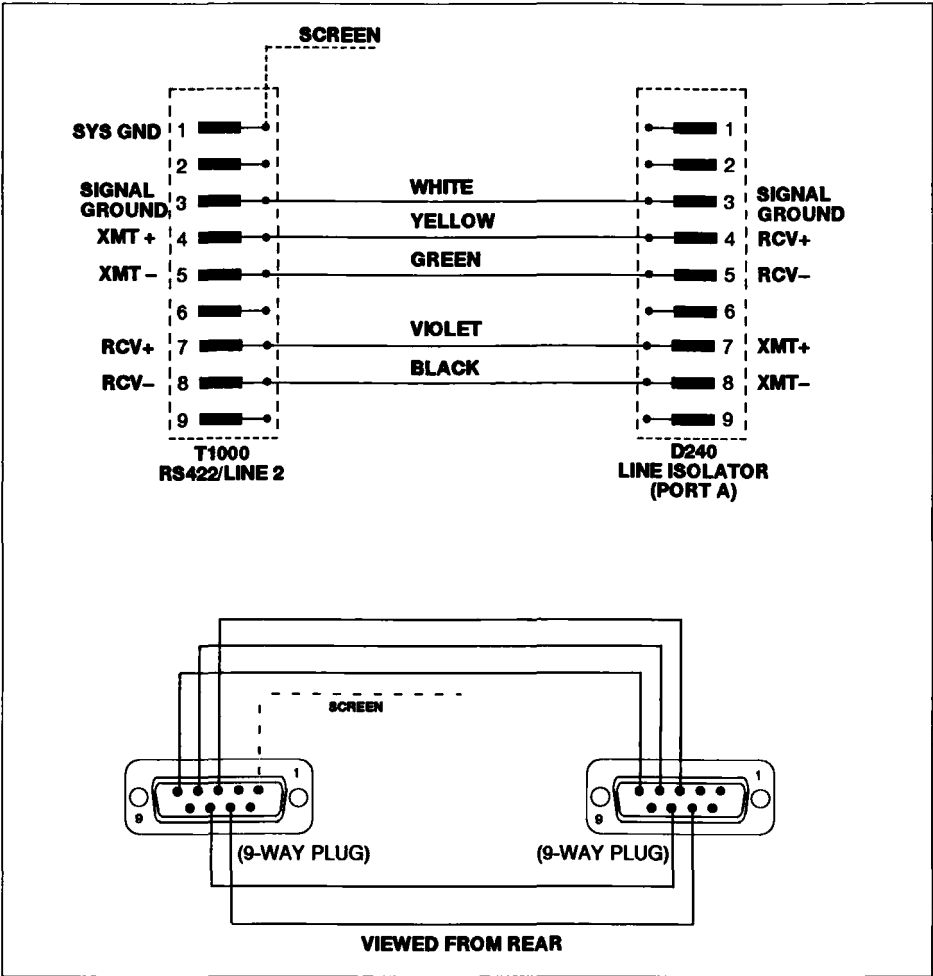 SCREEN
SYS GND 1 1
2 2
SIGNAL GROUND 3 WHITE 3 SIGNAL GROUND
XMT + 4 YELLOW 4 RCV+
XMT – 5 GREEN 5 RCV–
6 6
RCV+ 7 VIOLET 7 XMT+
RCV– 8 BLACK 8 XMT–
9 9
T1000
RS422/LINE 2
D240
LINE ISOLATOR
(PORT A)
SCREEN
1 1
9 9
(9-WAY PLUG) (9-WAY PLUG)
VIEWED FROM REAR